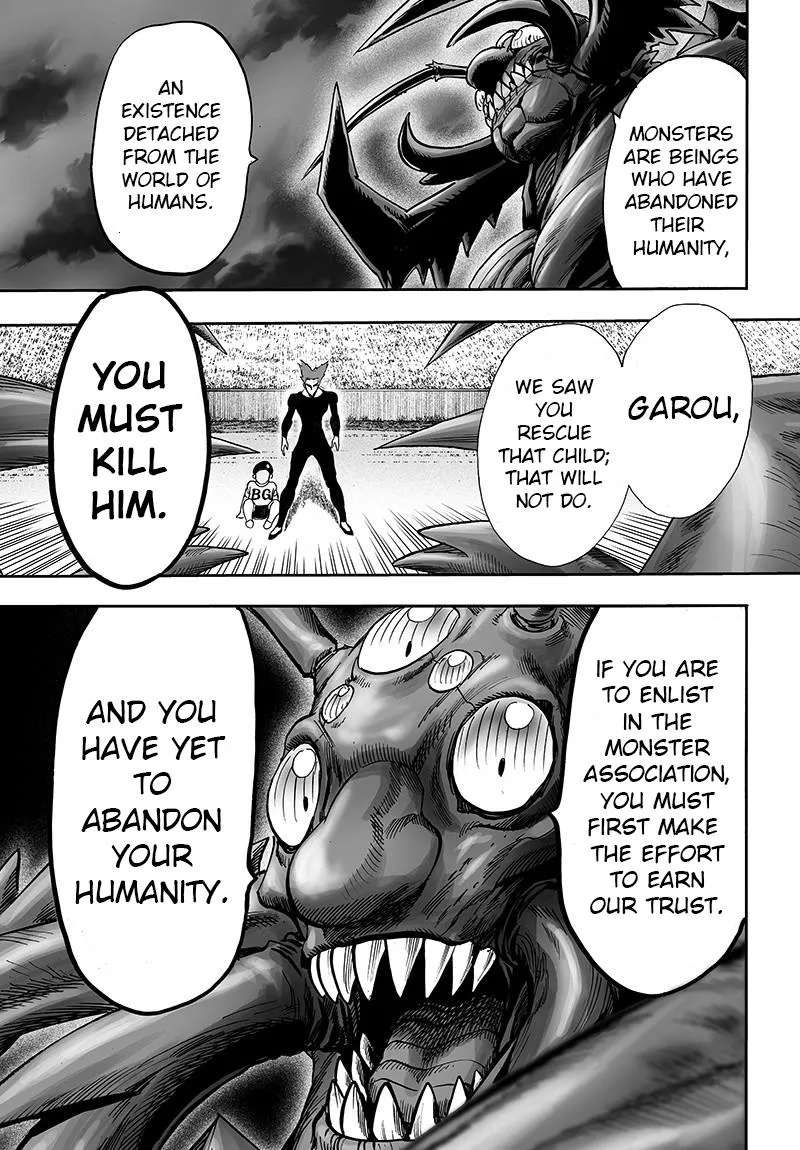 MONSTERS
ARE BEINGS
WHO HAVE
ABANDONED
THEIR
HUMANITY,
AN
EXISTENCE
DETACHED
FROM THE
WORLD OF
HUMANS.
GAROU,
WE SAW
YOU
RESCUE
THAT CHILD;
THAT WILL
NOT DO.
BG
YOU
MUST
KILL
HIM.
IF YOU ARE
TO ENLIST
IN THE
MONSTER
ASSOCIATION,
YOU MUST
FIRST MAKE
THE EFFORT
TO EARN
OUR TRUST.
AND YOU
HAVE YET
TO
ABANDON
YOUR
HUMANITY.